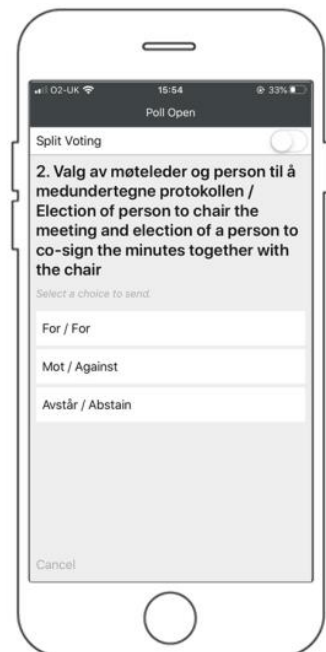 O2-UK 15:54 33%
Poll Open
Split Voting
2. Valg av møteleder og person til å
medundertegne protokollen /
Election of person to chair the
meeting and election of a person to
co-sign the minutes together with
the chair
Select a choice to send.
For / For
Mot / Against
Avstår / Abstain
Cancel